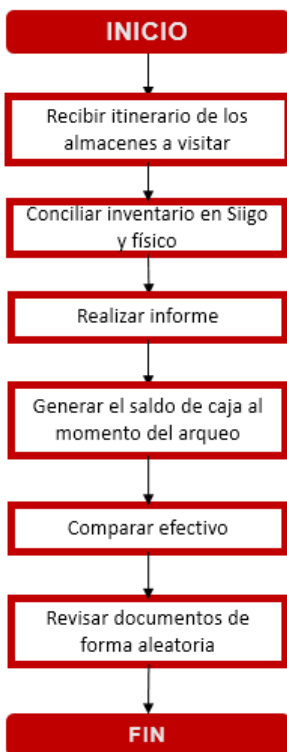 INICIO
Recibir itinerario de los
almacenes a visitar
Conciliar inventario en Siigo
y físico
Realizar informe
Generar el saldo de caja al
momento del arqueo
Comparar efectivo
Revisar documentos de
forma aleatoria
FIN